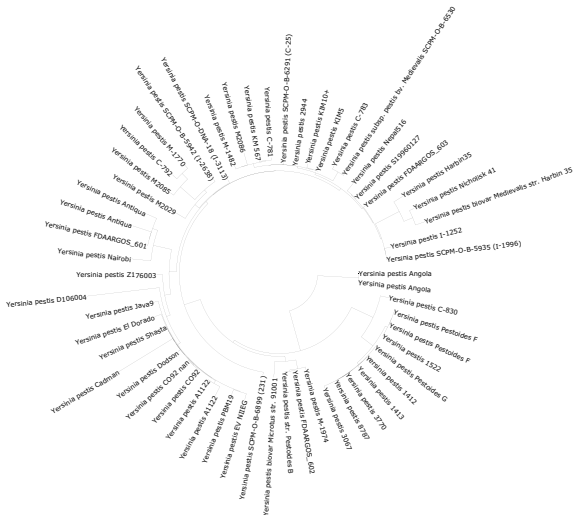 Yersinia pestis SCPM-O-B-6291 (C-25)
Yersinia pestis 2944
Yersinia pestis KIM10+
Yersinia pestis KIM5
Yersinia pestis C-783
Yersinia pestis subsp. pestis bv. Medievalis SCPM-O-B-6530
Yersinia pestis Nepal516
Yersinia pestis S19960127
Yersinia pestis FDAARGOS_603
Yersinia pestis Harbin35
Yersinia pestis Nicholisk 41
Yersinia pestis biovar Medievalis str. Harbin 35
Yersinia pestis I-1252
Yersinia pestis SCPM-O-B-5935 (I-1996)
Yersinia pestis Angola
Yersinia pestis Angola
Yersinia pestis C-830
Yersinia pestis Pestoides F
Yersinia pestis Pestoides F
Yersinia pestis 1522
Yersinia pestis Pestoides G
Yersinia pestis 1412
Yersinia pestis 1413
Yersinia pestis 3770
Yersinia pestis 8787
Yersinia pestis 3067
Yersinia pestis M-1974
Yersinia pestis FDAARGOS_602
Yersinia pestis str. Pestoides B
Yersinia pestis biovar Microtus str. 91001
Yersinia pestis SCPM-O-B-6899 (231)
Yersinia pestis EV NIIEG
Yersinia pestis PBM19
Yersinia pestis A1122
Yersinia pestis A1122
Yersinia pestis CO92
Yersinia pestis CO92 nan
Yersinia pestis Dodson
Yersinia pestis Cadman
Yersinia pestis Shasta
Yersinia pestis El Dorado
Yersinia pestis Java9
Yersinia pestis D106004
Yersinia pestis Z176003
Yersinia pestis Nairobi
Yersinia pestis FDAARGOS_601
Yersinia pestis Antiqua
Yersinia pestis Antiqua
Yersinia pestis M2029
Yersinia pestis M2085
Yersinia pestis C-792
Yersinia pestis M-1770
Yersinia pestis SCPM-O-B-5942 (I-2638)
Yersinia pestis SCPM-O-DNA-18 (I-3113)
Yersinia pestis M-1482
Yersinia pestis M2086
Yersinia pestis KM 567
Yersinia pestis C-781